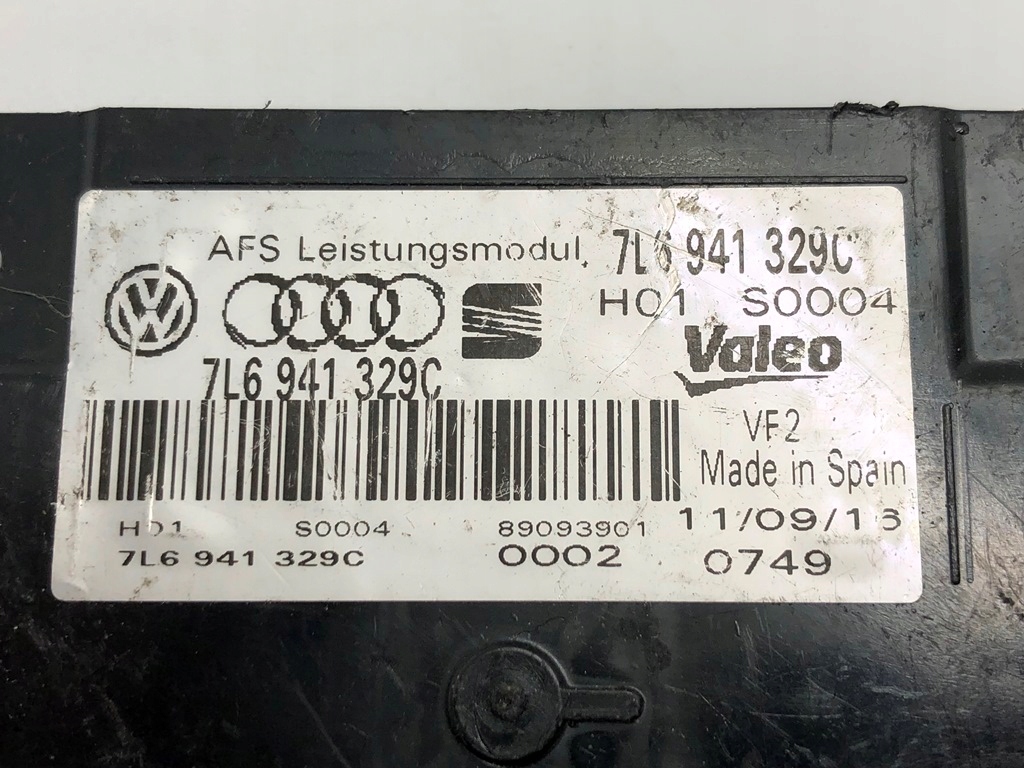 AFS Leistungsmodul. 7L6 941 329C
H01 S0004
Valeo
7L6 941 329C
VF2
Made in Spain
H01 S0004 89093901 11/09/13
7L6 941 329C 0002 0749